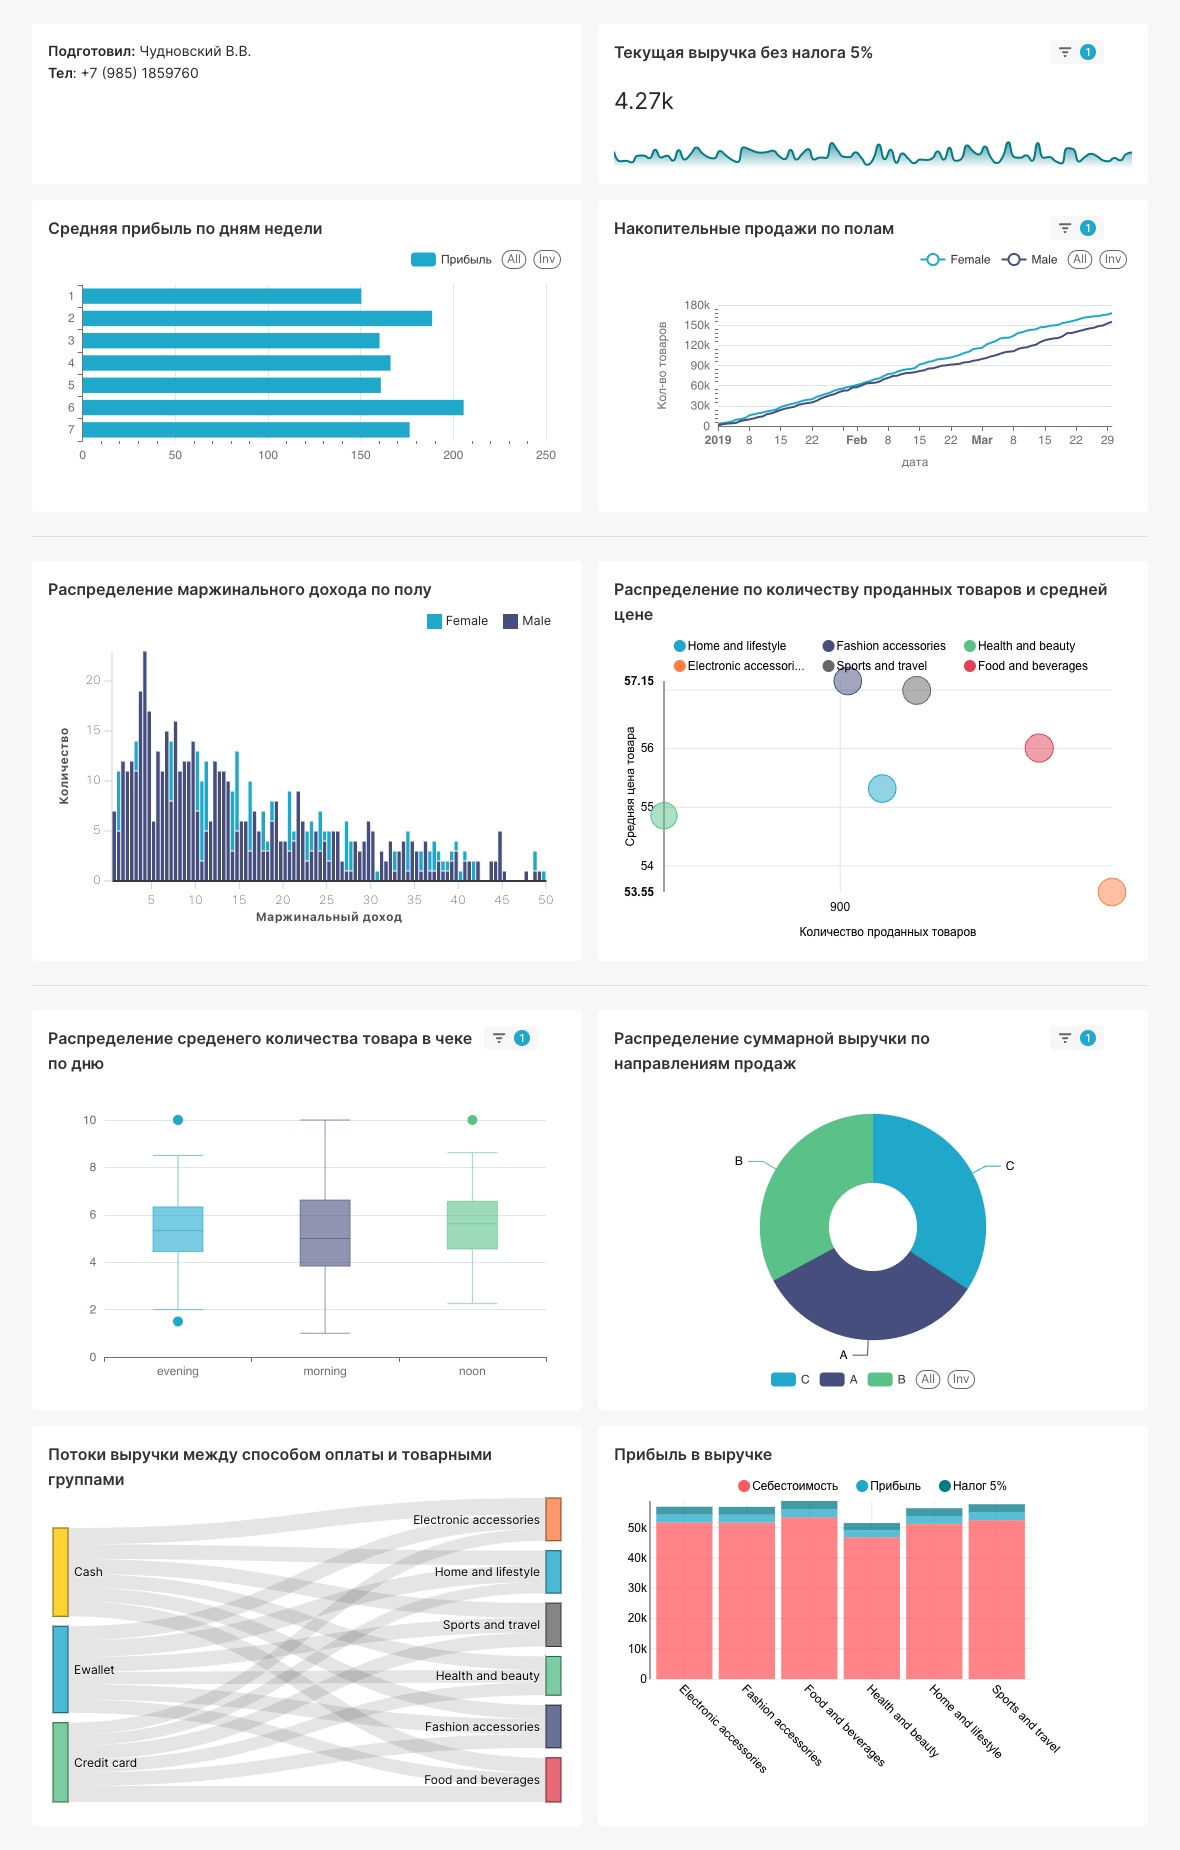 Подготовил: Чудновский В.В.
Тел: +7 (985) 1859760
Текущая выручка без налога 5%
1
4.27k
Средняя прибыль по дням недели
Прибыль All Inv
1
2
3
4
5
6
7
0 50 100 150 200 250
Накопительные продажи по полам
1
Female Male All Inv
Кол-во товаров
180k
150k
120k
90k
60k
30k
0
2019 8 15 22 Feb 8 15 22 Mar 8 15 22 29
дата
Распределение маржинального дохода по полу
Female Male
Количество
20
15
10
5
0
5 10 15 20 25 30 35 40 45 50
Маржинальный доход
Распределение по количеству проданных товаров и средней
цене
Home and lifestyle Fashion accessories Health and beauty
Electronic accessori... Sports and travel Food and beverages
Средняя цена товара
57.15
56
55
54
53.55
900
Количество проданных товаров
Распределение среденего количества товара в чеке
по дню
1
10
8
6
4
2
0
evening morning noon
Распределение суммарной выручки по
направлениям продаж
1
B
C
A
C A B All Inv
Потоки выручки между способом оплаты и товарными
группами
Cash
Ewallet
Credit card
Electronic accessories
Home and lifestyle
Sports and travel
Health and beauty
Fashion accessories
Food and beverages
Прибыль в выручке
Себестоимость Прибыль Налог 5%
50k
40k
30k
20k
10k
0
Electronic accessories
Fashion accessories
Food and beverages
Health and beauty
Home and lifestyle
Sports and travel